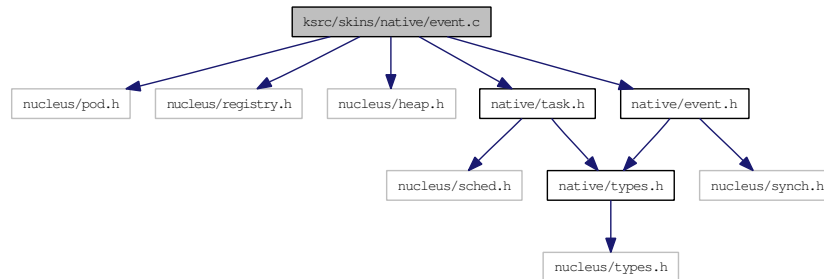 ksrc/skins/native/event.c
nucleus/pod.h
nucleus/registry.h
nucleus/heap.h
native/task.h
native/event.h
nucleus/sched.h
native/types.h
nucleus/synch.h
nucleus/types.h